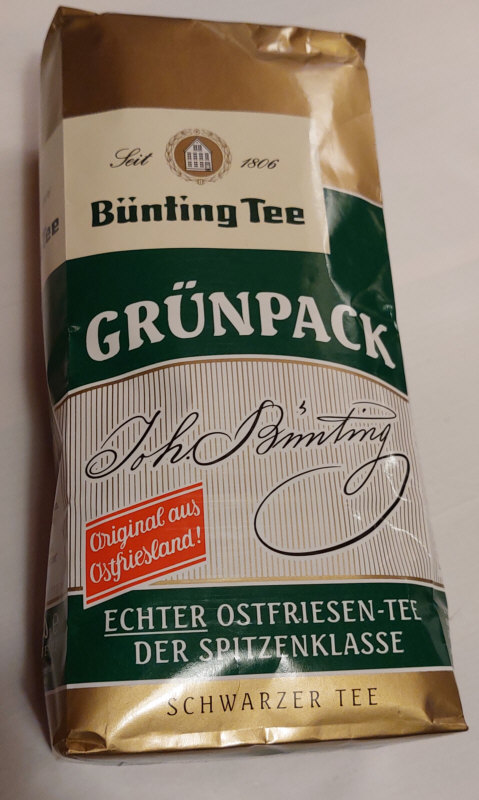 Seit 1806
Bünting Tee
GRÜNPACK
Joh. Bünting
Original aus
Ostfriesland!
ECHTER OSTFRIESEN-TEE
DER SPITZENKLASSE
SCHWARZER TEE